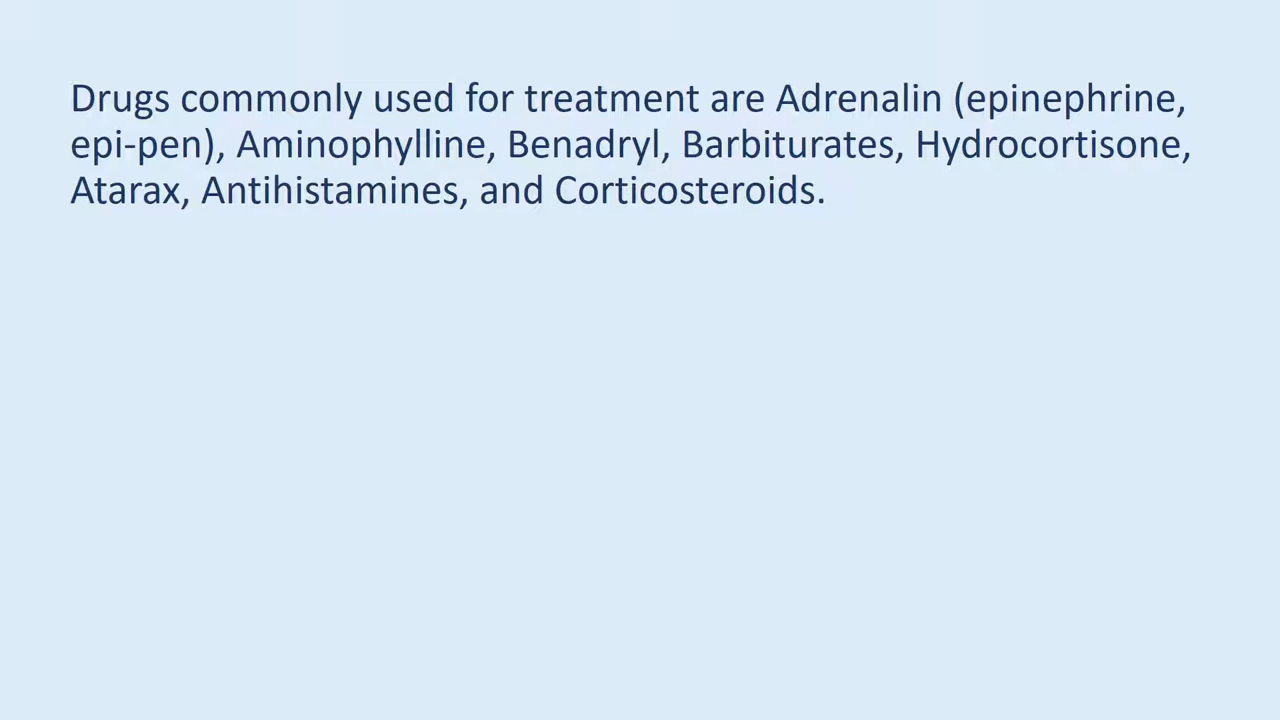 Drugs commonly used for treatment are Adrenalin (epinephrine,
epi-pen), Aminophylline, Benadryl, Barbiturates, Hydrocortisone,
Atarax, Antihistamines, and Corticosteroids.